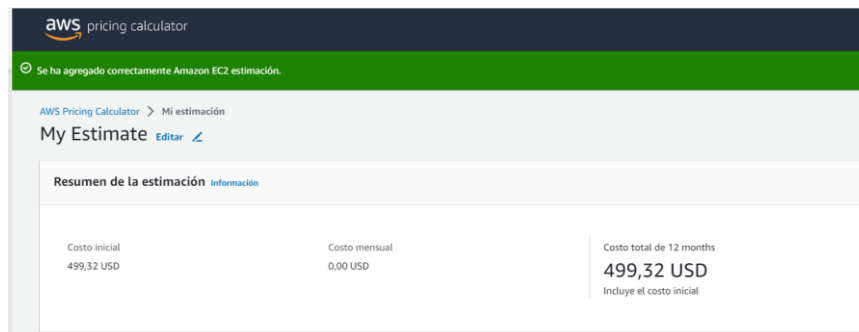 aws pricing calculator
Se ha agregado correctamente Amazon EC2 estimación.
AWS Pricing Calculator > Mi estimación
My Estimate Editar
Resumen de la estimación Información
Costo inicial
499,32 USD
Costo mensual
0,00 USD
Costo total de 12 months
499,32 USD
Incluye el costo inicial